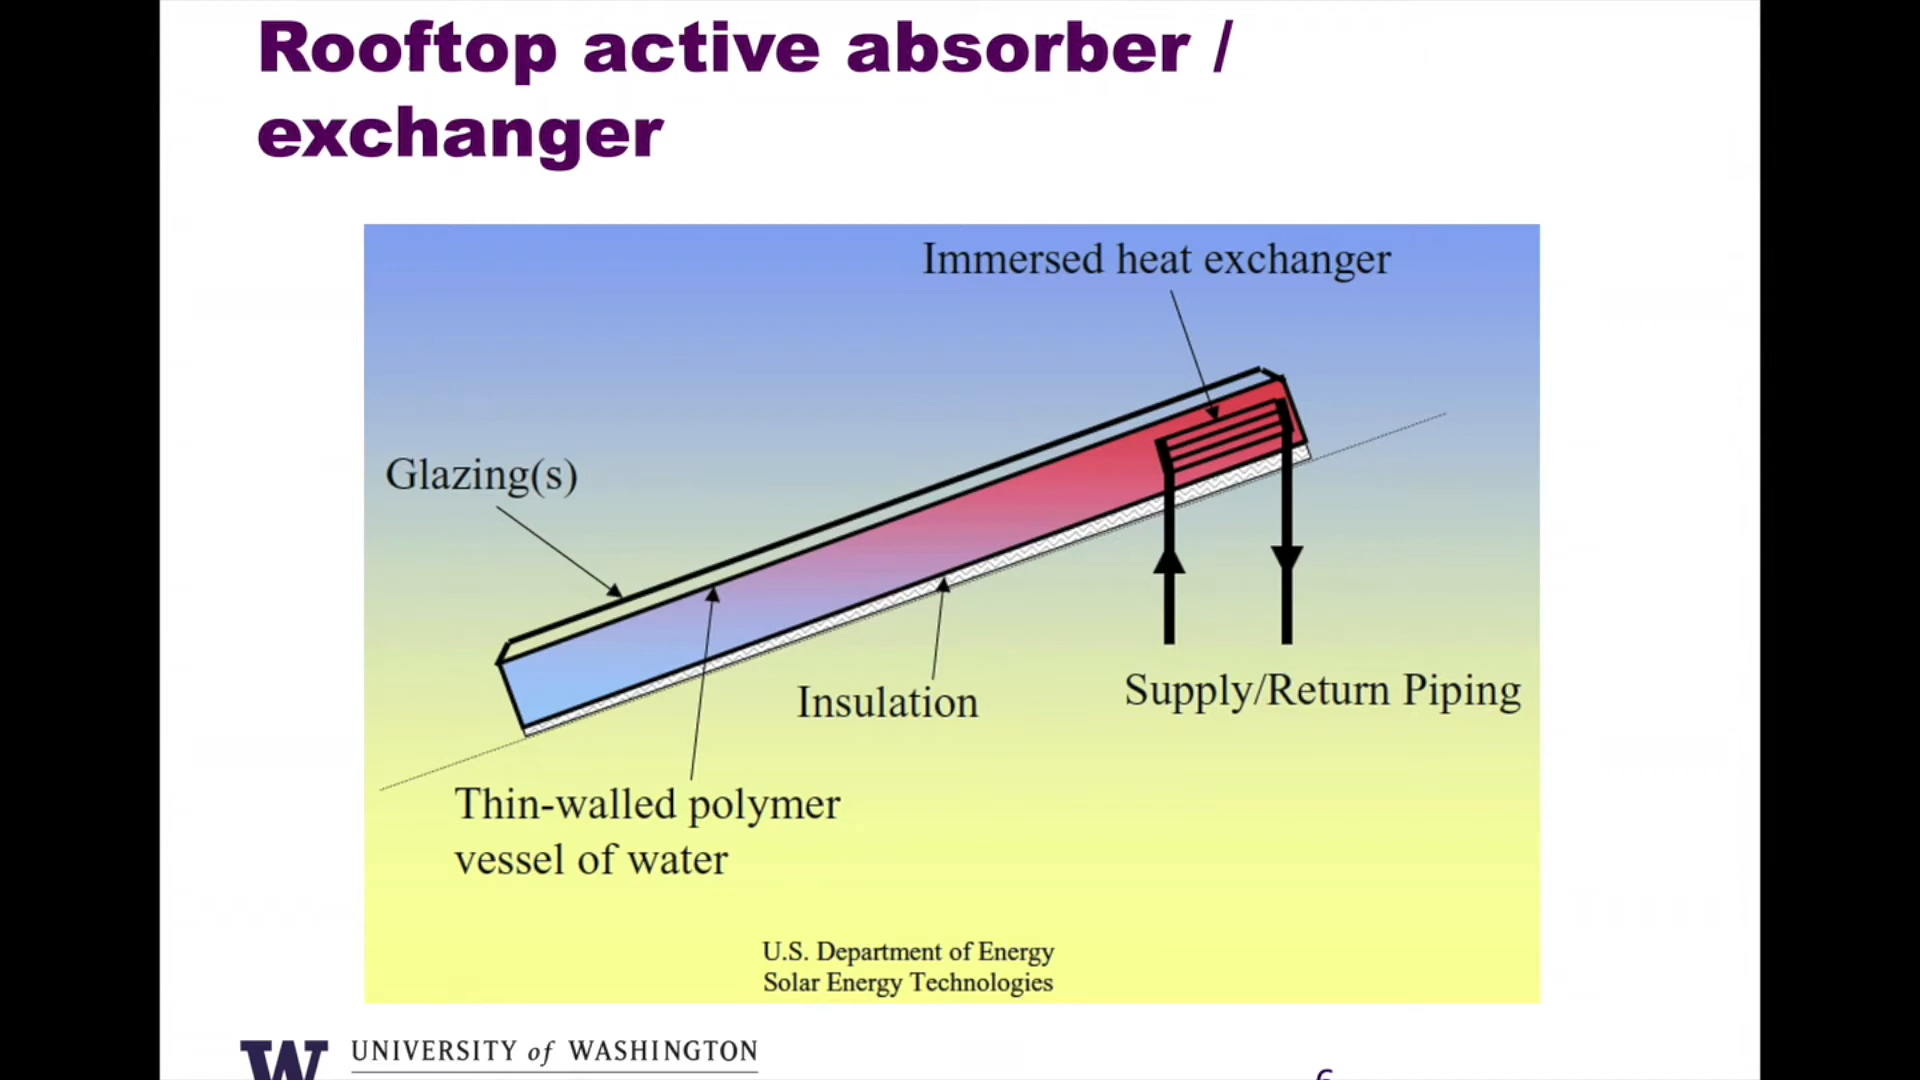 Rooftop active absorber /
exchanger
Immersed heat exchanger
Glazing(s)
Insulation
Supply/Return Piping
Thin-walled polymer
vessel of water
U.S. Department of Energy
Solar Energy Technologies
W UNIVERSITY of WASHINGTON
6